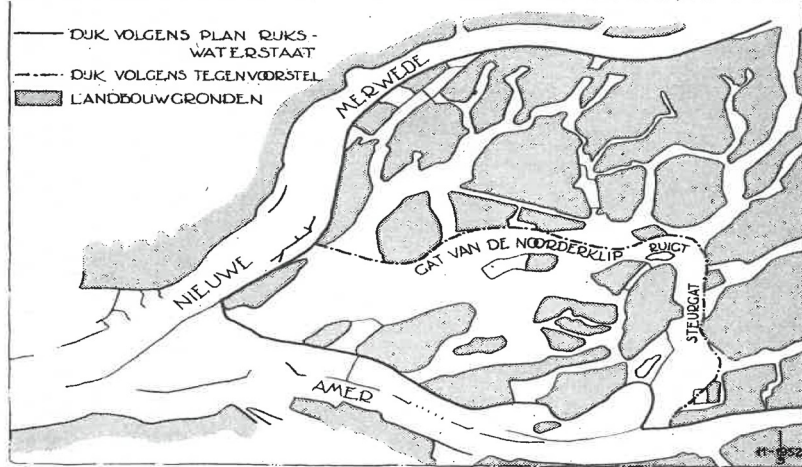 DIJK VOLGENS PLAN RIJKS-
WATERSTAAT
DIJK VOLGENS TEGENVOORSTEL
LANDBOUWGRONDEN
MERWEDE
NIEUWE
GAT VAN DE NOORDERKLIP
RUIGT
STEURGAT
AMER